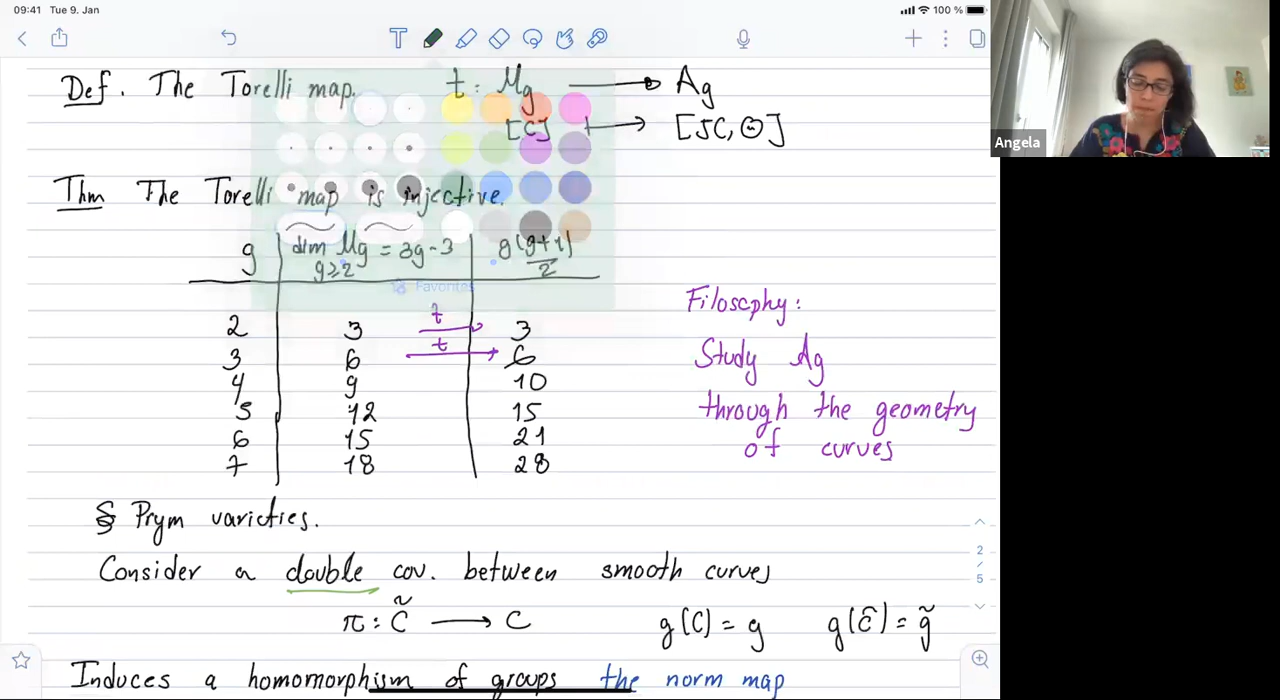 09:41 Tue 9. Jan
100 %
Def. The Torelli map. t : Mg → Ag
[C] ↦ [JC, Θ]
Thm The Torelli map is injective.
g | dim Mg = 3g-3 | g(g+1)/2
g≥2
Favorites
2 | 3 t→ 3
3 | 6 t→ 6
4 | 9 | 10
5 | 12 | 15
6 | 15 | 21
7 | 18 | 28
Filosophy:
Study Ag
through the geometry
of curves
§ Prym varieties.
Consider a double cov. between smooth curves
π : C̃ → C g(C) = g g(C̃) = g̃
Induces a homomorphism of groups the norm map
2
5
Angela